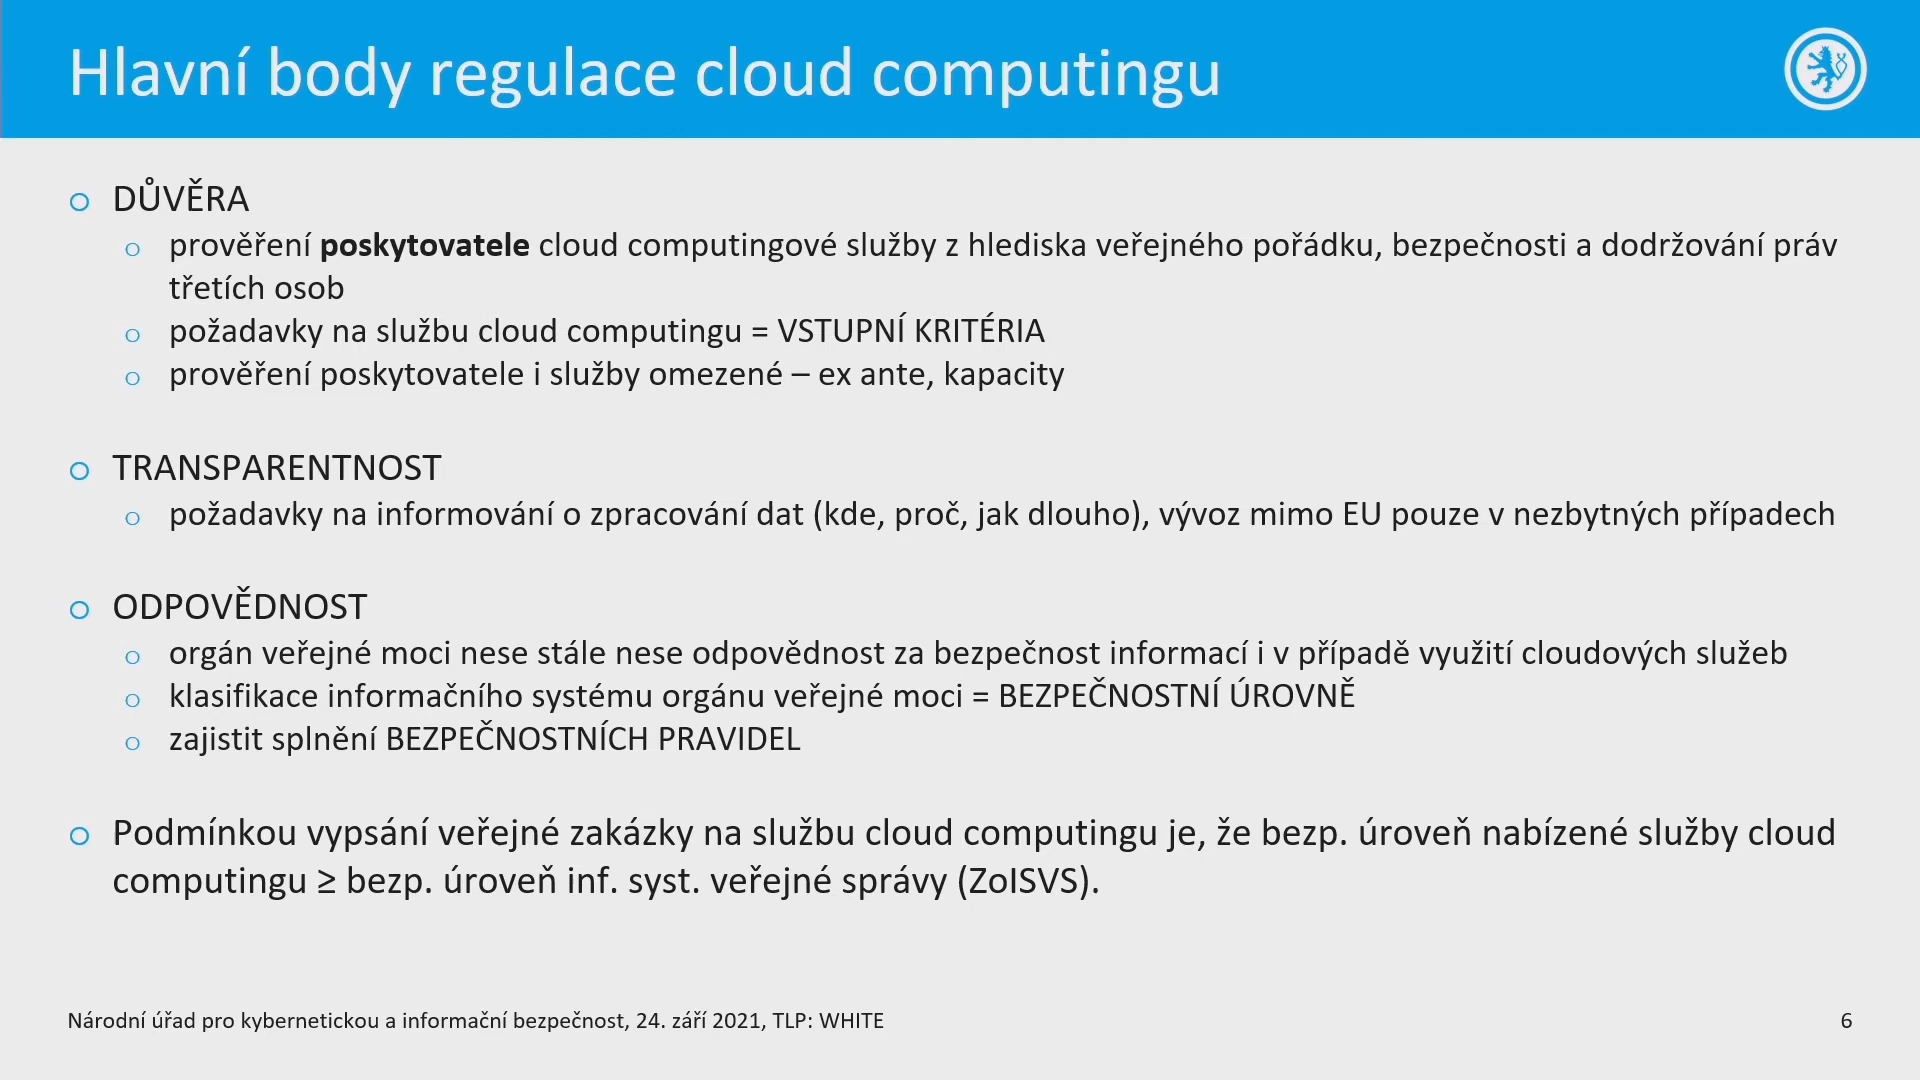 Hlavní body regulace cloud computingu
DŮVĚRA
prověření poskytovatele cloud computingové služby z hlediska veřejného pořádku, bezpečnosti a dodržování práv
třetích osob
požadavky na službu cloud computingu = VSTUPNÍ KRITÉRIA
prověření poskytovatele i služby omezené – ex ante, kapacity
TRANSPARENTNOST
požadavky na informování o zpracování dat (kde, proč, jak dlouho), vývoz mimo EU pouze v nezbytných případech
ODPOVĚDNOST
orgán veřejné moci nese stále nese odpovědnost za bezpečnost informací i v případě využití cloudových služeb
klasifikace informačního systému orgánu veřejné moci = BEZPEČNOSTNÍ ÚROVNĚ
zajistit splnění BEZPEČNOSTNÍCH PRAVIDEL
Podmínkou vypsání veřejné zakázky na službu cloud computingu je, že bezp. úroveň nabízené služby cloud
computingu ≥ bezp. úroveň inf. syst. veřejné správy (ZoISVS).
Národní úřad pro kybernetickou a informační bezpečnost, 24. září 2021, TLP: WHITE
6